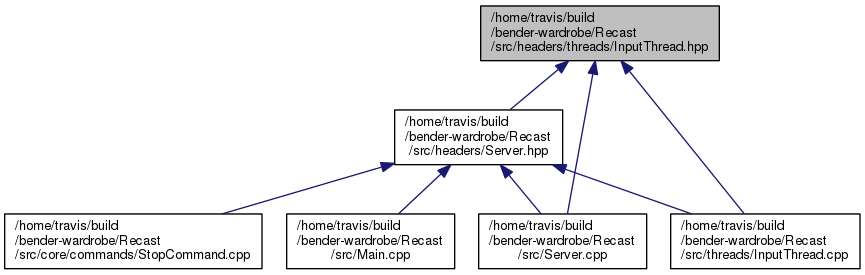 /home/travis/build
/bender-wardrobe/Recast
/src/headers/threads/InputThread.hpp
/home/travis/build
/bender-wardrobe/Recast
/src/headers/Server.hpp
/home/travis/build
/bender-wardrobe/Recast
/src/core/commands/StopCommand.cpp
/home/travis/build
/bender-wardrobe/Recast
/src/Main.cpp
/home/travis/build
/bender-wardrobe/Recast
/src/Server.cpp
/home/travis/build
/bender-wardrobe/Recast
/src/threads/InputThread.cpp